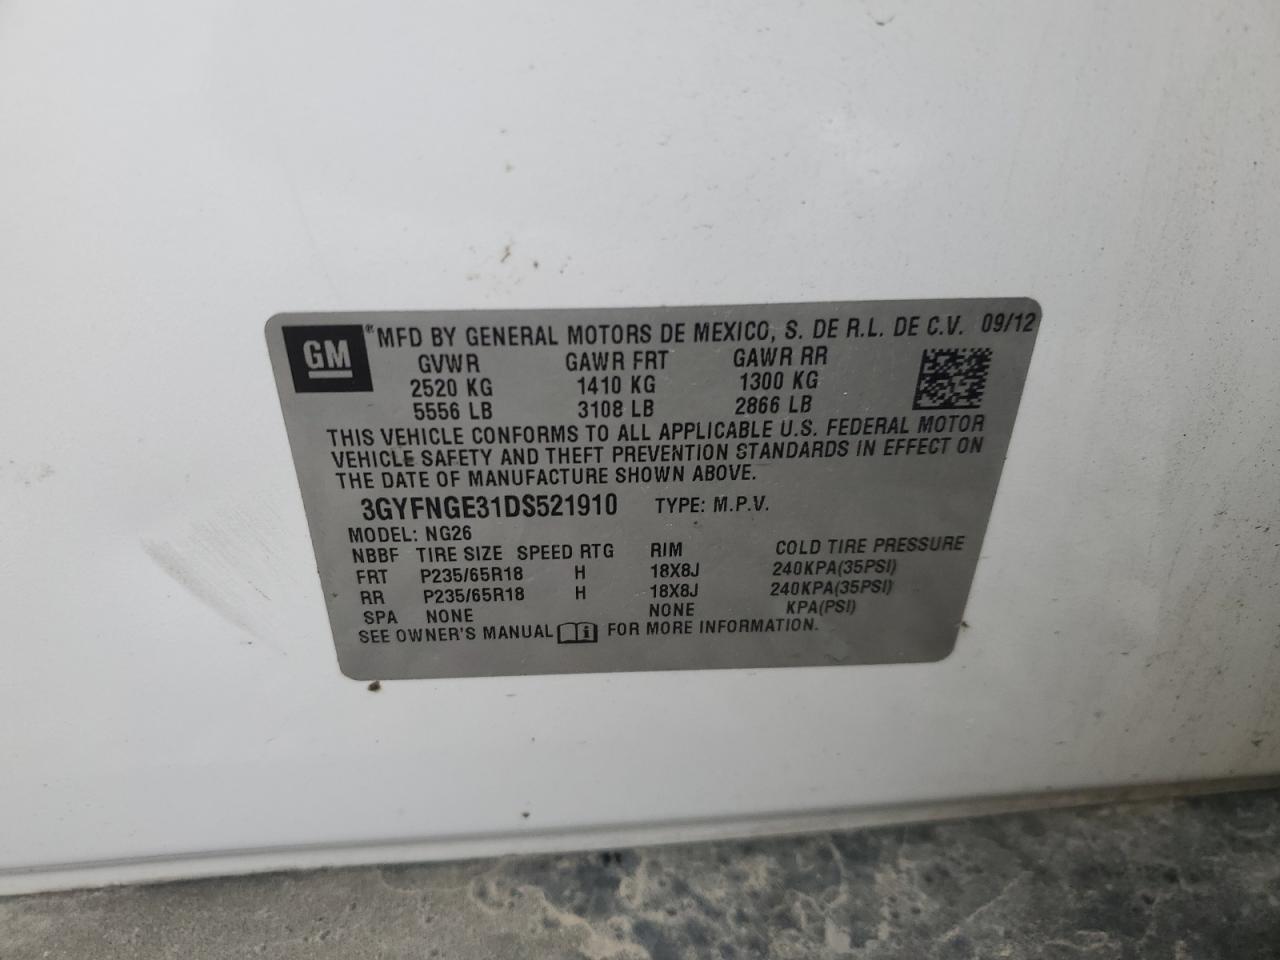 GM ® MFD BY GENERAL MOTORS DE MEXICO, S. DE R.L. DE C.V. 09/12
GVWR GAWR FRT GAWR RR
2520 KG 1410 KG 1300 KG
5556 LB 3108 LB 2866 LB
THIS VEHICLE CONFORMS TO ALL APPLICABLE U.S. FEDERAL MOTOR
VEHICLE SAFETY AND THEFT PREVENTION STANDARDS IN EFFECT ON
THE DATE OF MANUFACTURE SHOWN ABOVE.
3GYFNGE31DS521910 TYPE: M.P.V.
MODEL: NG26
NBBF TIRE SIZE SPEED RTG RIM COLD TIRE PRESSURE
FRT P235/65R18 H 18X8J 240KPA(35PSI)
RR P235/65R18 H 18X8J 240KPA(35PSI)
SPA NONE NONE KPA(PSI)
SEE OWNER'S MANUAL i FOR MORE INFORMATION.